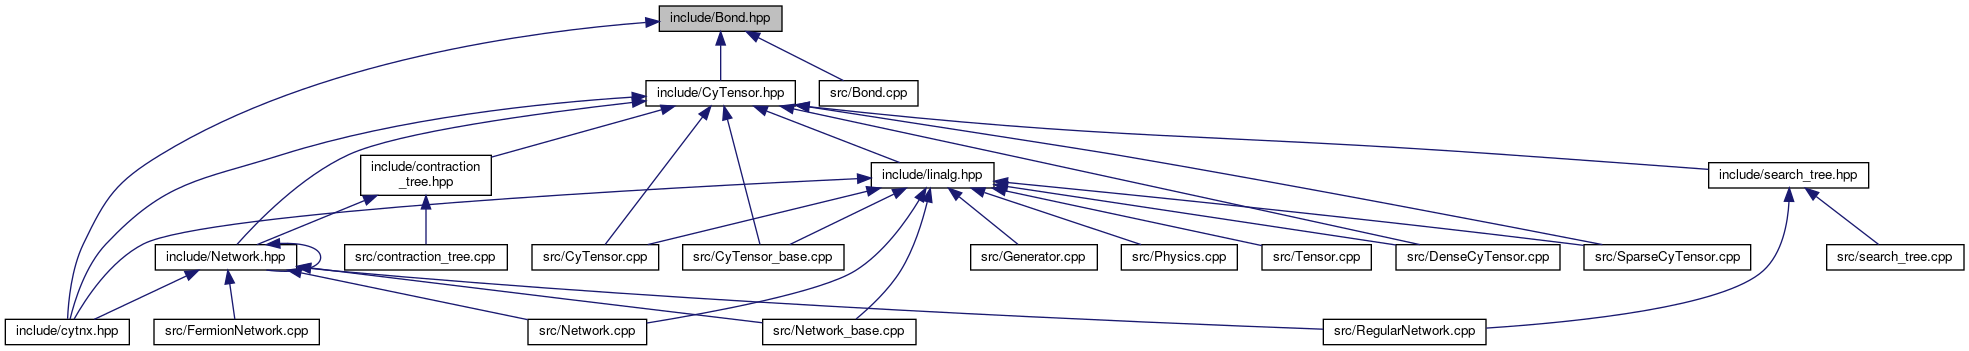 include/Bond.hpp
include/CyTensor.hpp
src/Bond.cpp
include/contraction
_tree.hpp
include/linalg.hpp
include/search_tree.hpp
include/Network.hpp
src/contraction_tree.cpp
src/CyTensor.cpp
src/CyTensor_base.cpp
src/Generator.cpp
src/Physics.cpp
src/Tensor.cpp
src/DenseCyTensor.cpp
src/SparseCyTensor.cpp
src/search_tree.cpp
include/cytnx.hpp
src/FermionNetwork.cpp
src/Network.cpp
src/Network_base.cpp
src/RegularNetwork.cpp